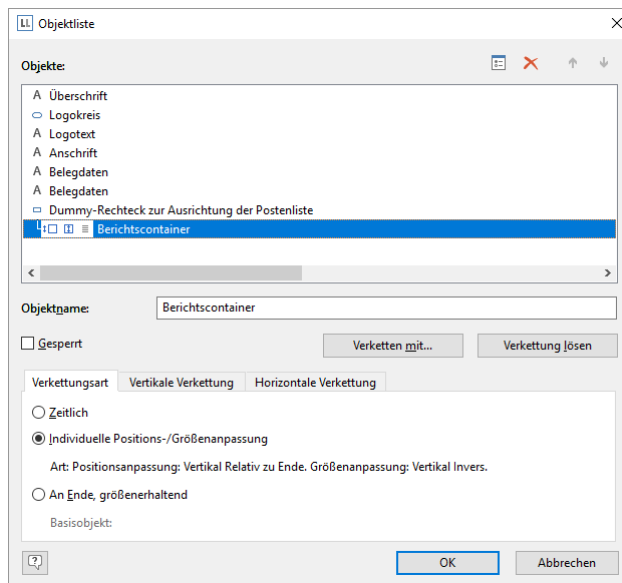 LL Objektliste
Objekte:
A Überschrift
Logokreis
A Logotext
A Anschrift
A Belegdaten
A Belegdaten
Dummy-Rechteck zur Ausrichtung der Postenliste
Berichtscontainer
Objektname: Berichtscontainer
Gesperrt Verketten mit... Verkettung lösen
Verkettungsart Vertikale Verkettung Horizontale Verkettung
Zeitlich
Individuelle Positions-/Größenanpassung
Art: Positionsanpassung: Vertikal Relativ zu Ende. Größenanpassung: Vertikal Invers.
An Ende, größenerhaltend
Basisobjekt:
? OK Abbrechen